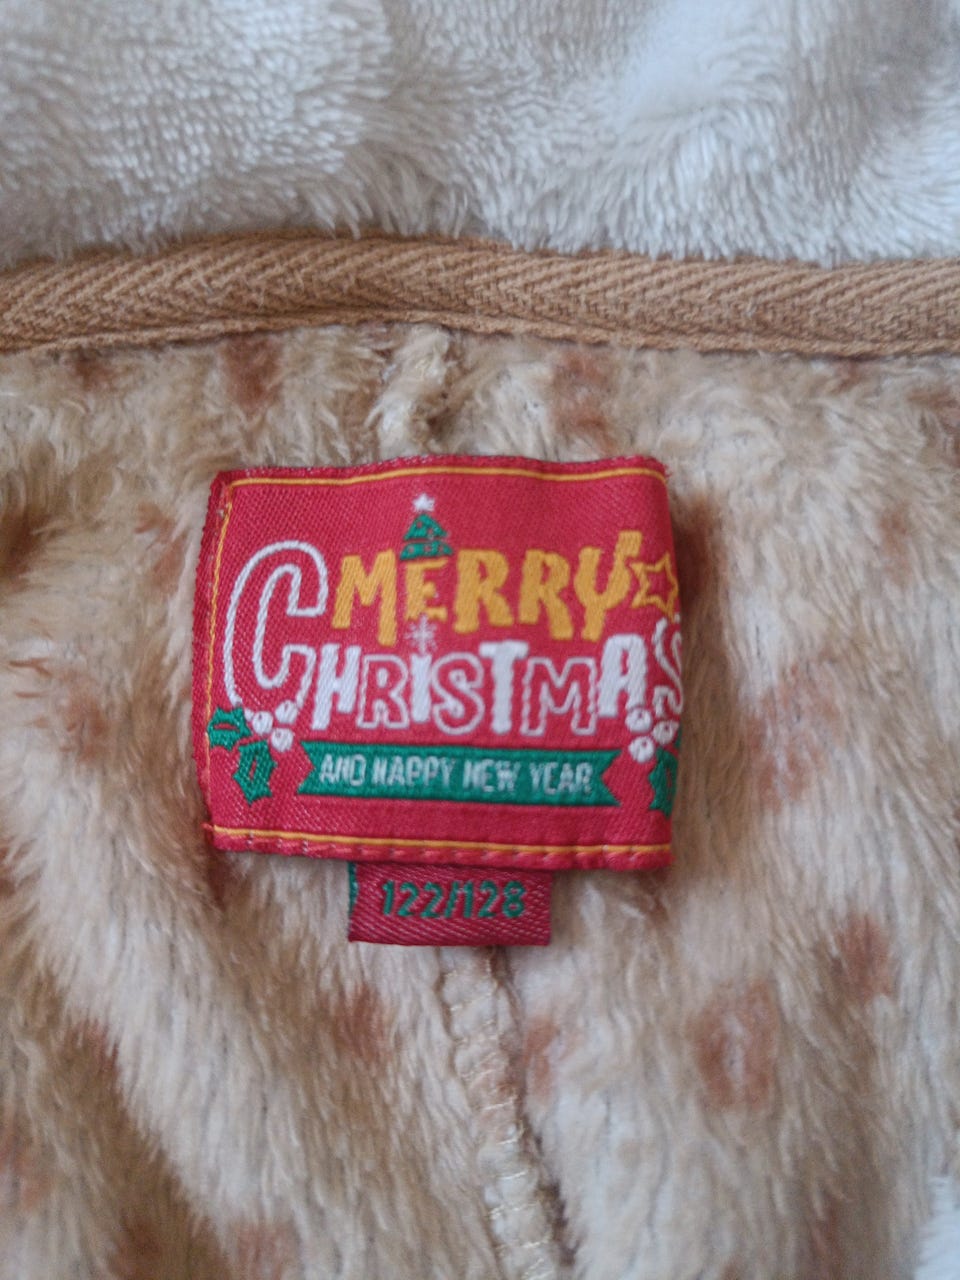 MERRY
CHRISTMAS
AND HAPPY NEW YEAR
122/128